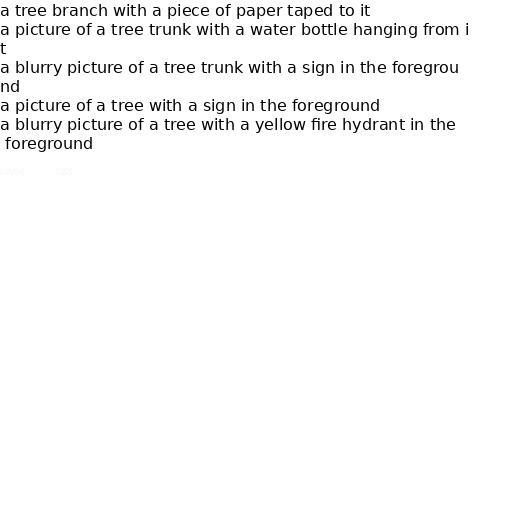 a tree branch with a piece of paper taped to it
a picture of a tree trunk with a water bottle hanging from i
t
a blurry picture of a tree trunk with a sign in the foregrou
nd
a picture of a tree with a sign in the foreground
a blurry picture of a tree with a yellow fire hydrant in the
 foreground